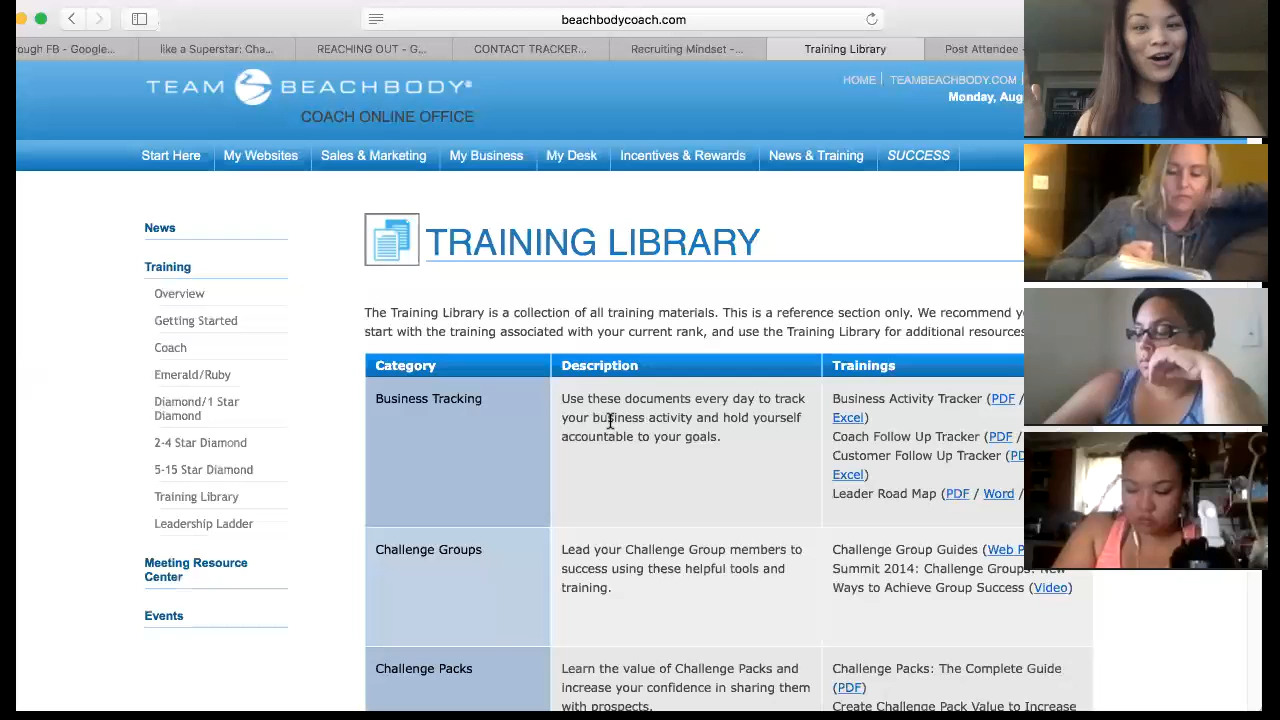 beachbodycoach.com
rough FB - Google...
like a Superstar: Cha...
REACHING OUT - G...
CONTACT TRACKER...
Recruiting Mindset -...
Training Library
Post Attendee -
TEAM BEACHBODY®
COACH ONLINE OFFICE
HOME
TEAMBEACHBODY.COM
Monday, Aug
Start Here
My Websites
Sales & Marketing
My Business
My Desk
Incentives & Rewards
News & Training
SUCCESS
News
Training
Overview
Getting Started
Coach
Emerald/Ruby
Diamond/1 Star
Diamond
2-4 Star Diamond
5-15 Star Diamond
Training Library
Leadership Ladder
Meeting Resource
Center
Events
TRAINING LIBRARY
The Training Library is a collection of all training materials. This is a reference section only. We recommend
start with the training associated with your current rank, and use the Training Library for additional resources
Category
Description
Trainings
Business Tracking
Use these documents every day to track
your business activity and hold yourself
accountable to your goals.
Business Activity Tracker (PDF /
Excel)
Coach Follow Up Tracker (PDF /
Customer Follow Up Tracker (PD
Excel)
Leader Road Map (PDF / Word /
Challenge Groups
Lead your Challenge Group members to
success using these helpful tools and
training.
Challenge Group Guides (Web P
Summit 2014: Challenge Groups: New
Ways to Achieve Group Success (Video)
Challenge Packs
Learn the value of Challenge Packs and
increase your confidence in sharing them
with prospects.
Challenge Packs: The Complete Guide
(PDF)
Create Challenge Pack Value to Increase